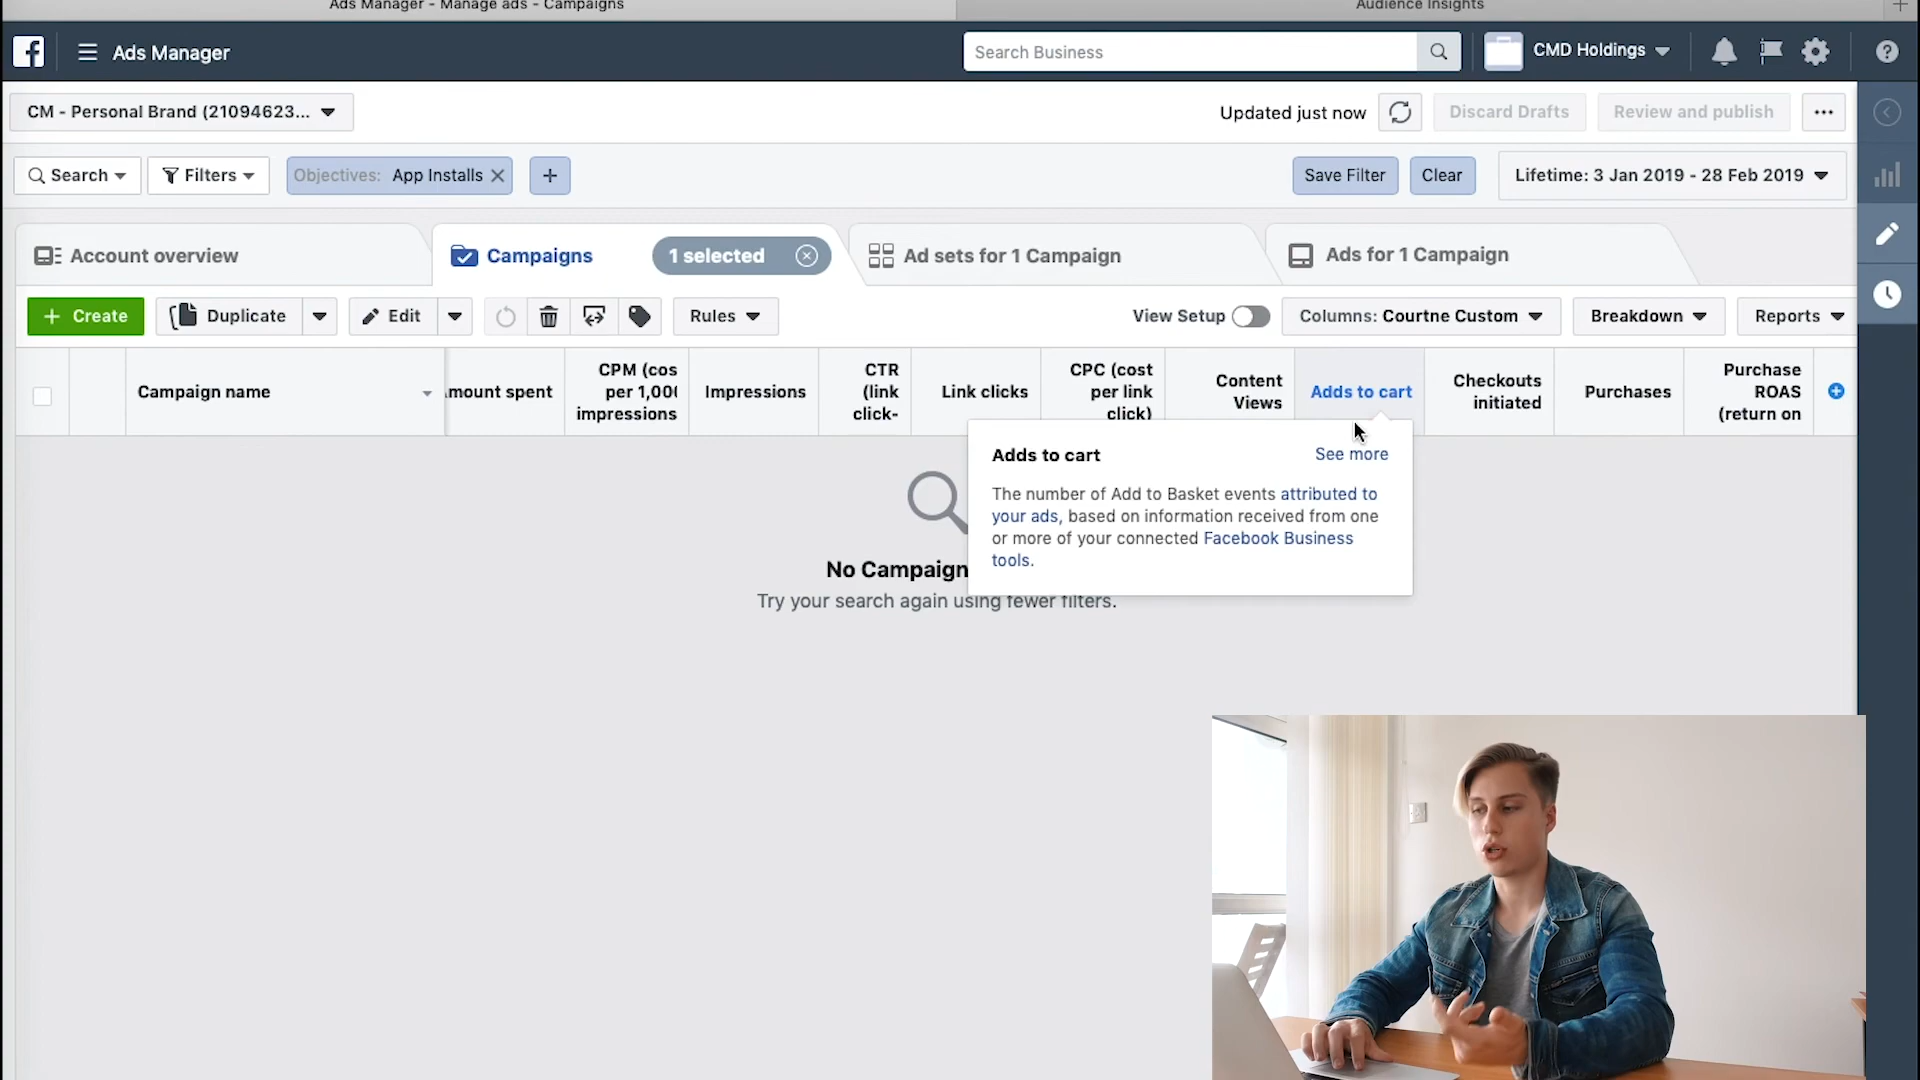 Ads Manager - Manage ads - Campaigns
Audience Insights
Ads Manager
Search Business
CMD Holdings
CM - Personal Brand (21094623...
Updated just now
Discard Drafts
Review and publish
Search
Filters
Objectives: App Installs
Save Filter
Clear
Lifetime: 3 Jan 2019 - 28 Feb 2019
Account overview
Campaigns
1 selected
Ad sets for 1 Campaign
Ads for 1 Campaign
+ Create
Duplicate
Edit
Rules
View Setup
Columns: Courtne Custom
Breakdown
Reports
Campaign name
mount spent
CPM (cos
per 1,00
impressions
Impressions
CTR
(link
click-
Link clicks
CPC (cost
per link
click)
Content
Views
Adds to cart
Checkouts
initiated
Purchases
Purchase
ROAS
(return on
Adds to cart
See more
The number of Add to Basket events attributed to
your ads, based on information received from one
or more of your connected Facebook Business
tools.
No Campaign
Try your search again using fewer filters.